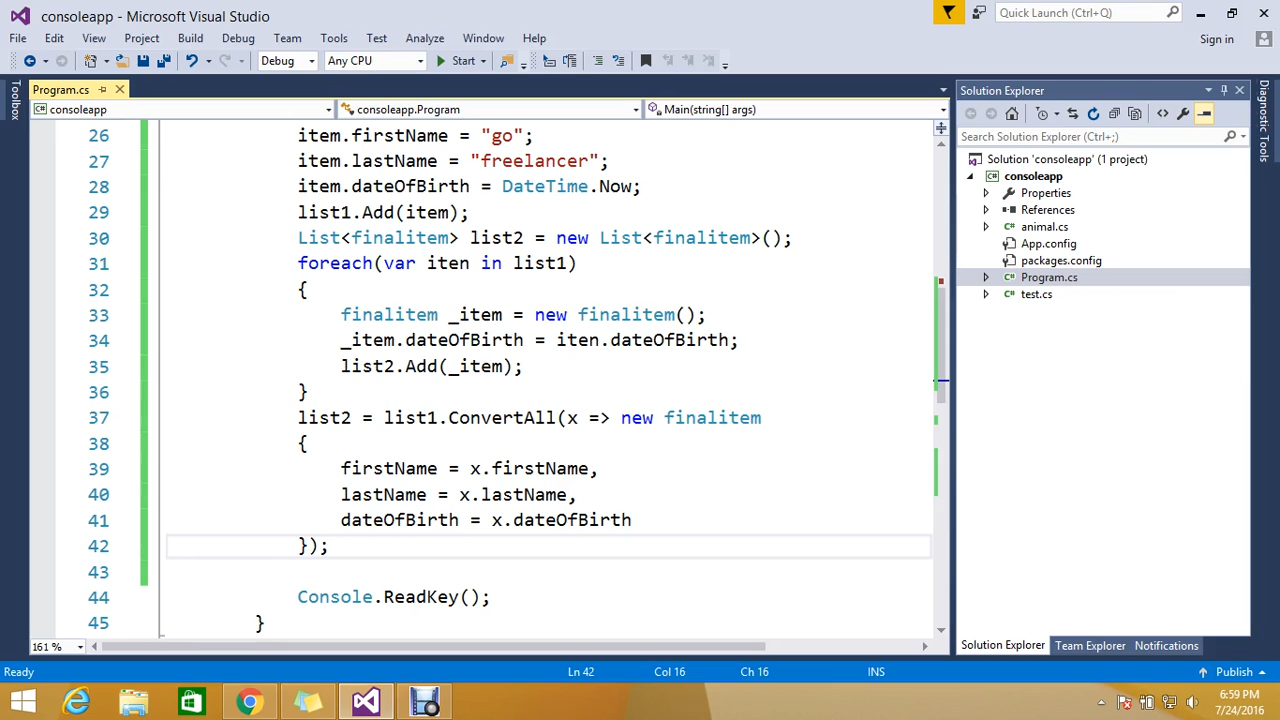 consoleapp - Microsoft Visual Studio
Quick Launch (Ctrl+Q)
File Edit View Project Build Debug Team Tools Test Analyze Window Help
Sign in
Debug Any CPU Start
Toolbox
Program.cs
consoleapp consoleapp.Program Main(string[] args)
26 item.firstName = "go";
27 item.lastName = "freelancer";
28 item.dateOfBirth = DateTime.Now;
29 list1.Add(item);
30 List<finalitem> list2 = new List<finalitem>();
31 foreach(var iten in list1)
32 {
33 finalitem _item = new finalitem();
34 _item.dateOfBirth = iten.dateOfBirth;
35 list2.Add(_item);
36 }
37 list2 = list1.ConvertAll(x => new finalitem
38 {
39 firstName = x.firstName,
40 lastName = x.lastName,
41 dateOfBirth = x.dateOfBirth
42 });
43
44 Console.ReadKey();
45 }
161 %
Solution Explorer
Search Solution Explorer (Ctrl+;)
Solution 'consoleapp' (1 project)
consoleapp
Properties
References
animal.cs
App.config
packages.config
Program.cs
test.cs
Solution Explorer Team Explorer Notifications
Diagnostic Tools
Ready Ln 42 Col 16 Ch 16 INS Publish
6:59 PM
7/24/2016